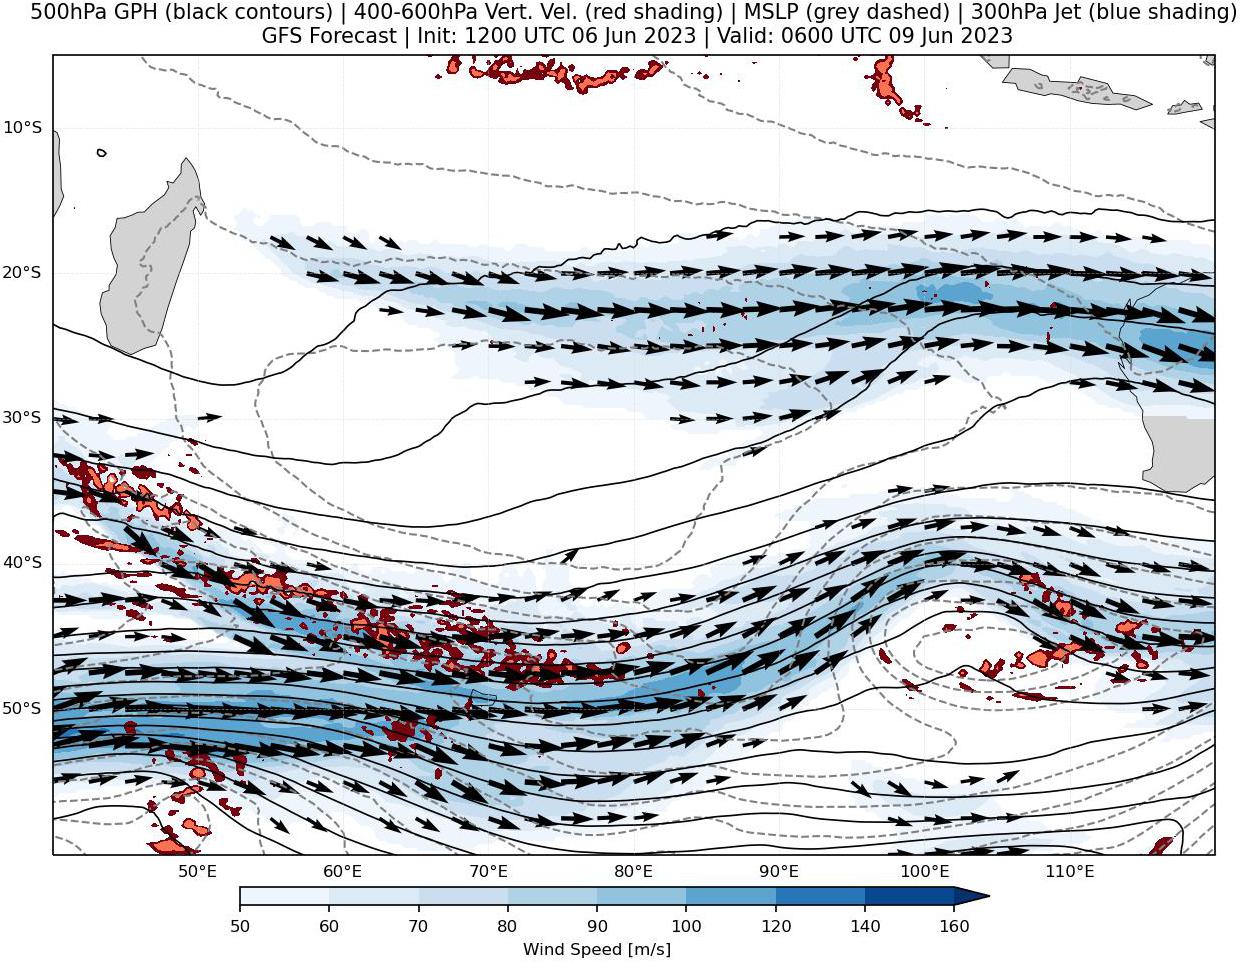 500hPa GPH (black contours) | 400-600hPa Vert. Vel. (red shading) | MSLP (grey dashed) | 300hPa Jet (blue shading)
GFS Forecast | Init: 1200 UTC 06 Jun 2023 | Valid: 0600 UTC 09 Jun 2023
10°S
20°S
30°S
40°S
50°S
50°E 60°E 70°E 80°E 90°E 100°E 110°E
50 60 70 80 90 100 120 140 160
Wind Speed [m/s]